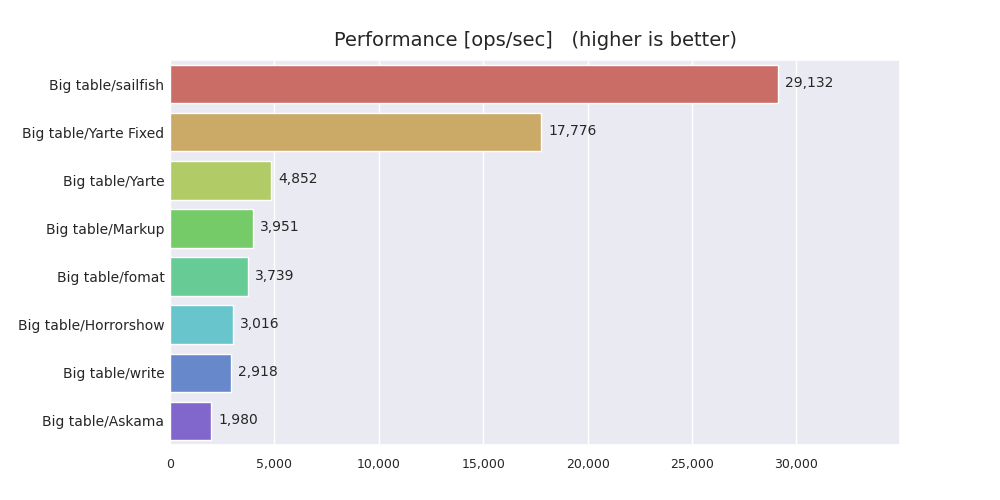 Performance [ops/sec]   (higher is better)
Big table/sailfish 29,132
Big table/Yarte Fixed 17,776
Big table/Yarte 4,852
Big table/Markup 3,951
Big table/fomat 3,739
Big table/Horrorshow 3,016
Big table/write 2,918
Big table/Askama 1,980
0 5,000 10,000 15,000 20,000 25,000 30,000